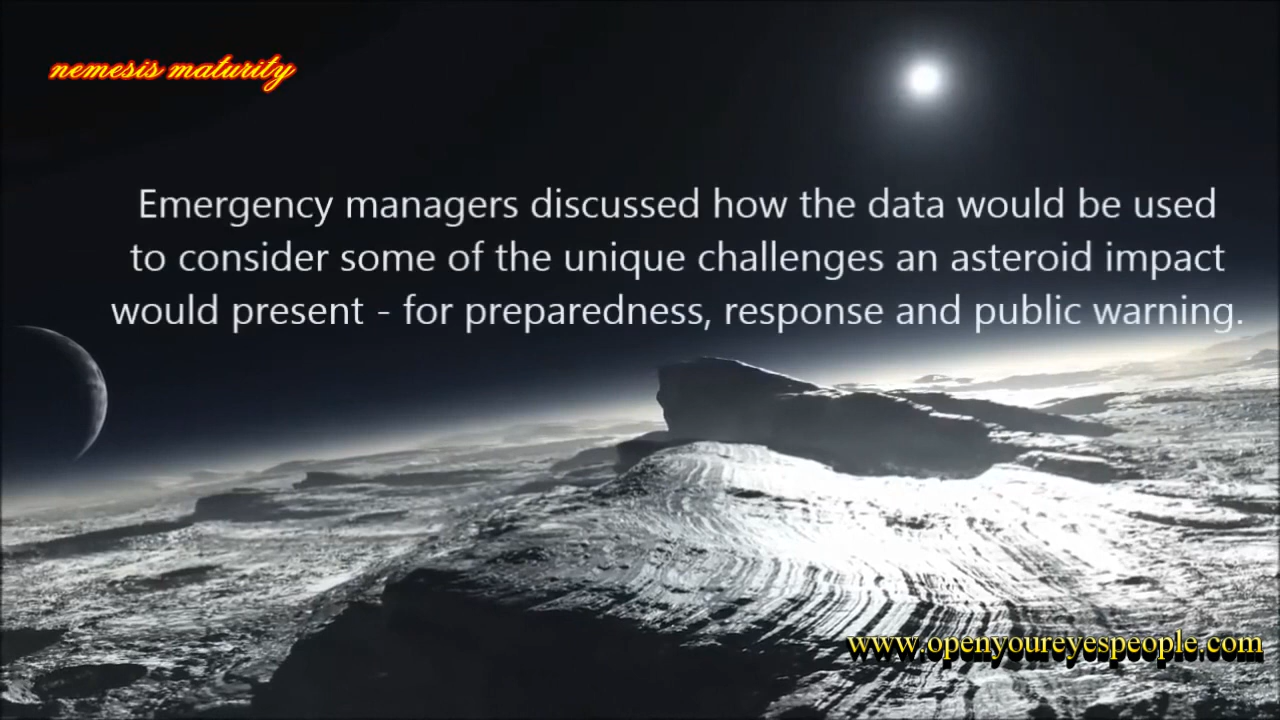 nemesis maturity
Emergency managers discussed how the data would be used
to consider some of the unique challenges an asteroid impact
would present - for preparedness, response and public warning.
www.openyoureyespeople.com